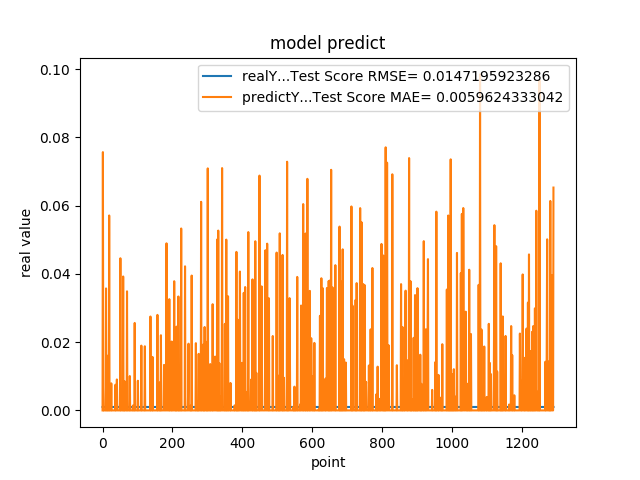 model predict
realY...Test Score RMSE= 0.0147195923286
predictY...Test Score MAE= 0.0059624333042
0.10
0.08
0.06
0.04
0.02
0.00
real value
0 200 400 600 800 1000 1200
point